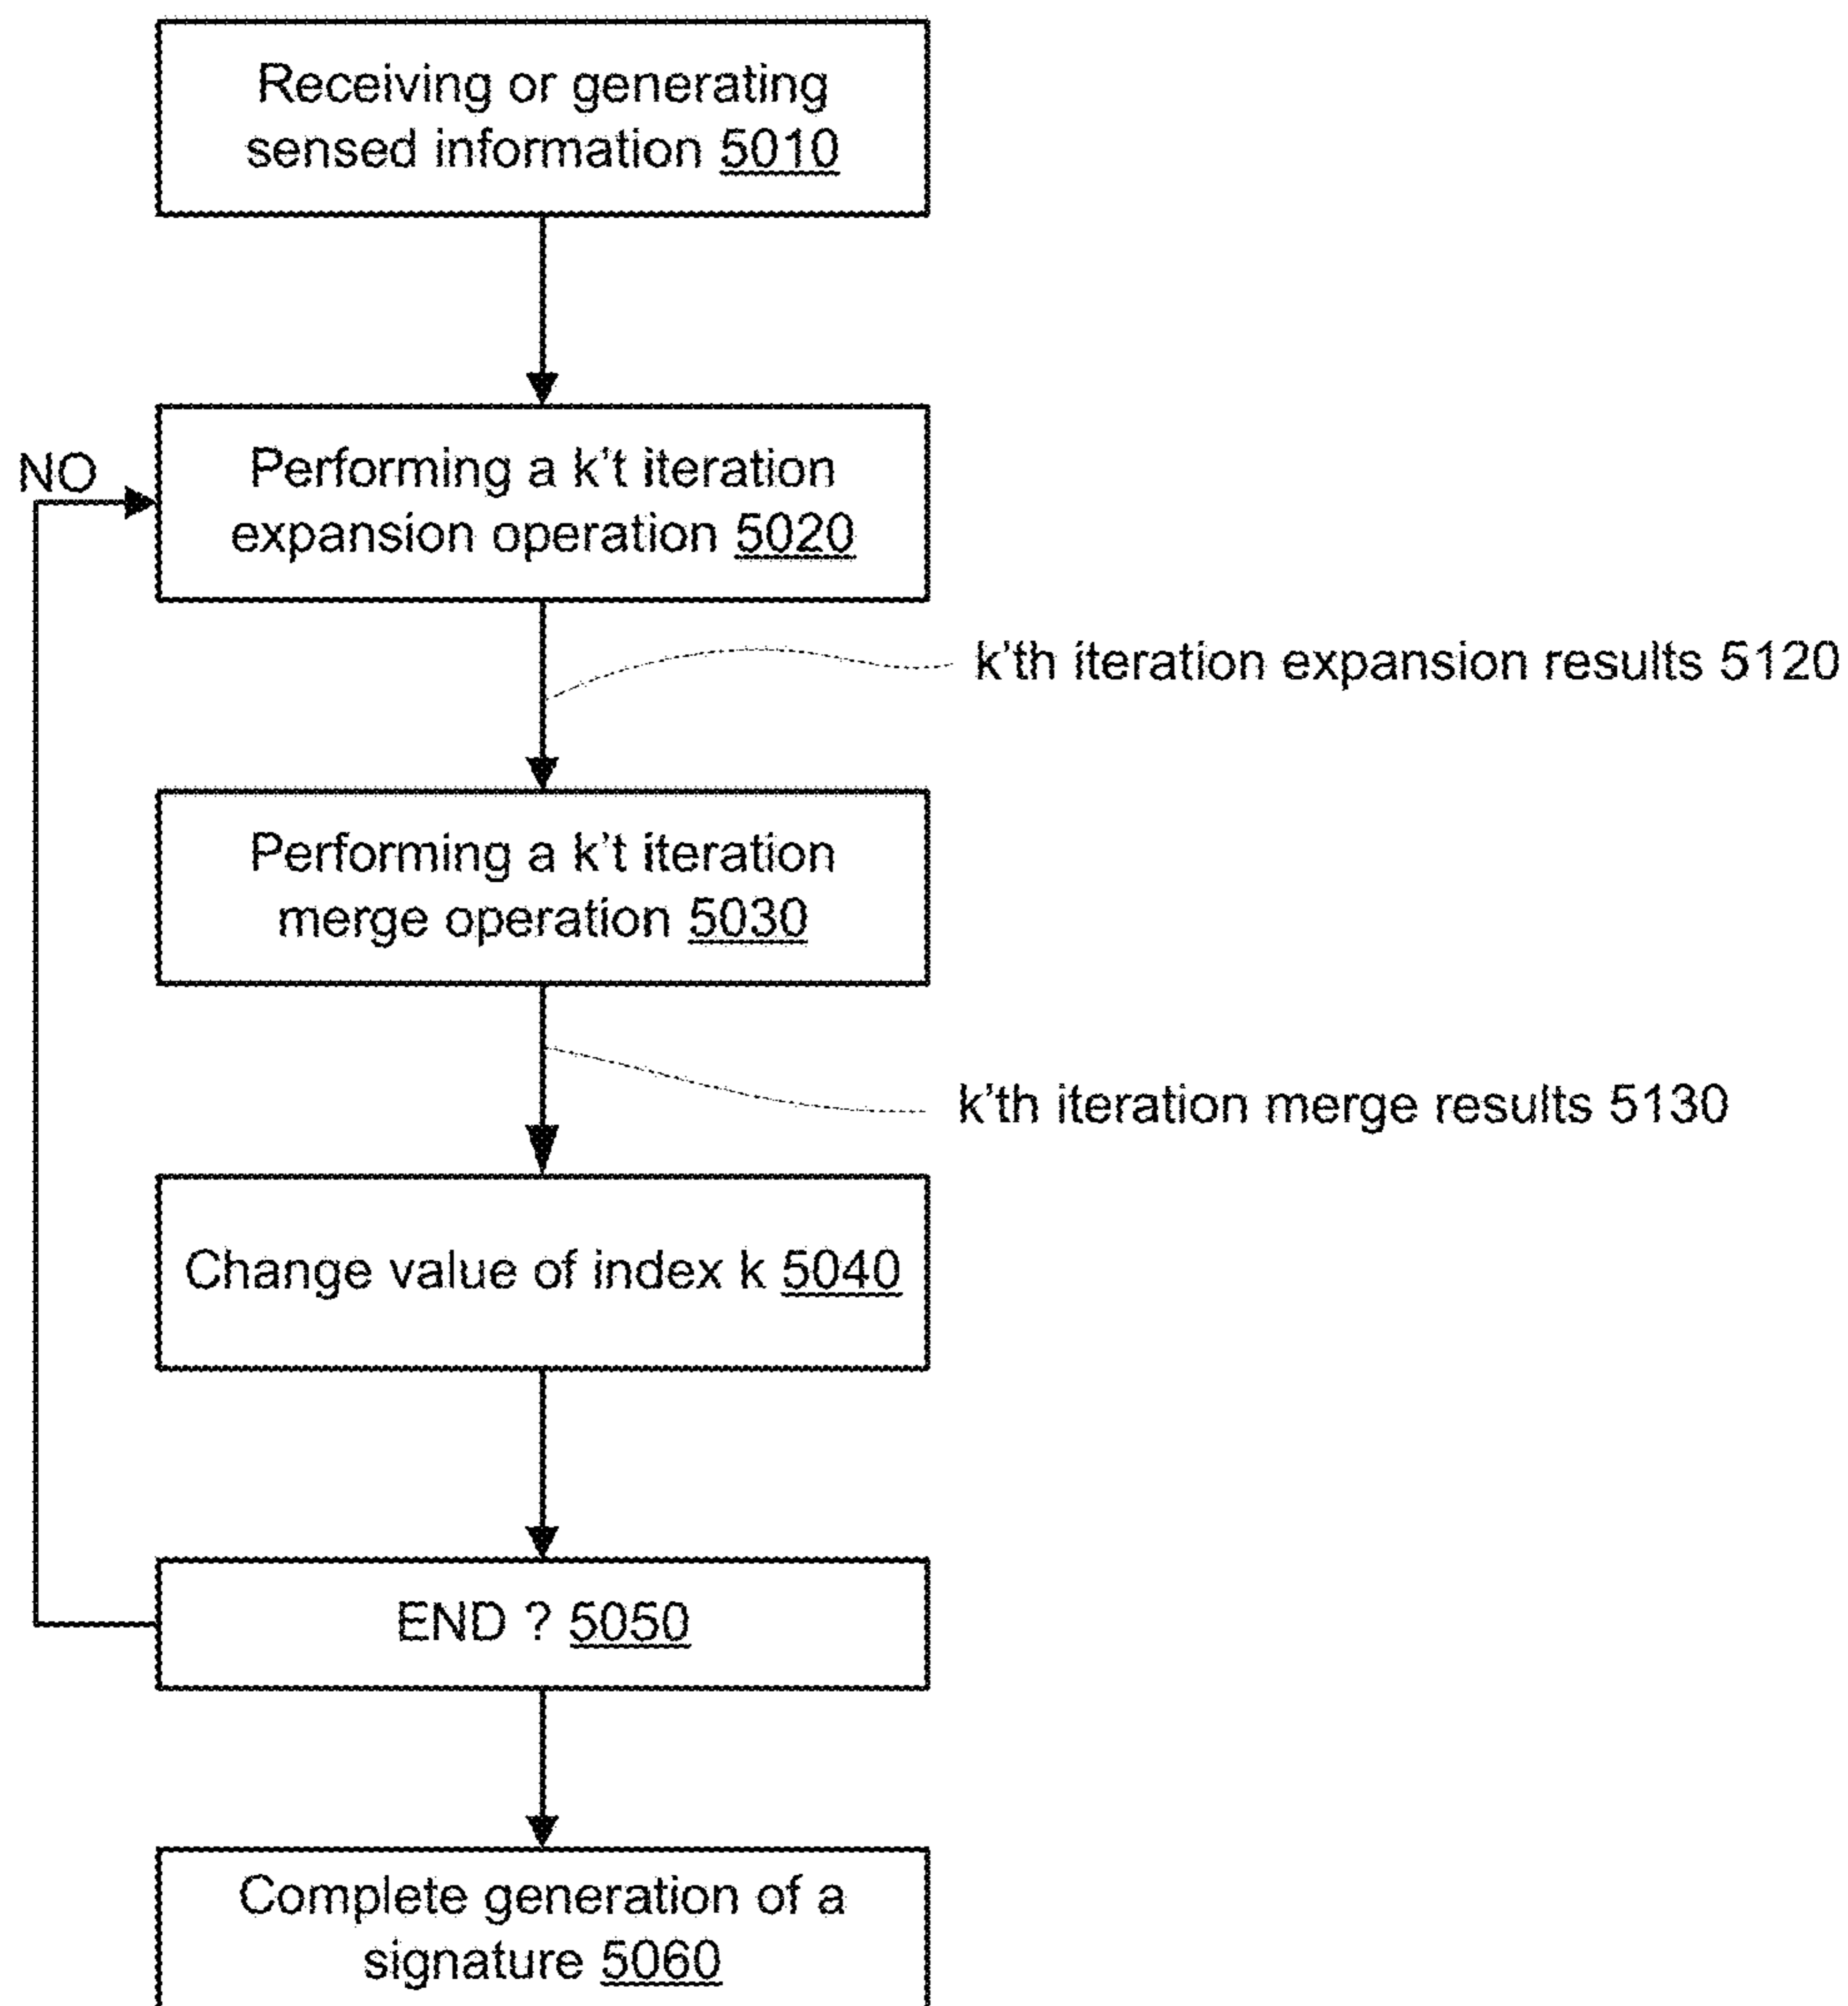 Receiving or generating
sensed information 5010
NO
Performing a k't iteration
expansion operation 5020
k'th iteration expansion results 5120
Performing a k't iteration
merge operation 5030
k'th iteration merge results 5130
Change value of index k 5040
END ? 5050
Complete generation of a
signature 5060